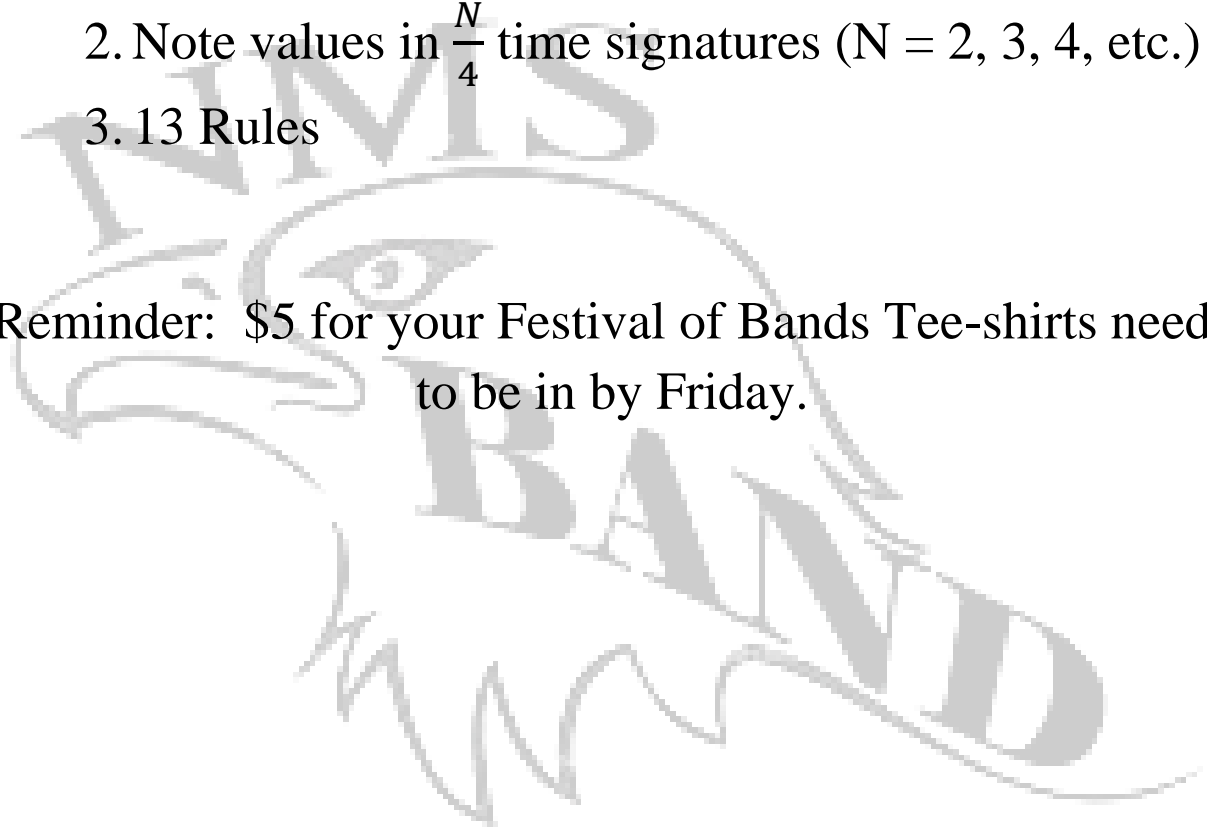 2. Note values in N/4 time signatures (N = 2, 3, 4, etc.)
3. 13 Rules
NMS
Reminder: $5 for your Festival of Bands Tee-shirts need
to be in by Friday.
BAND